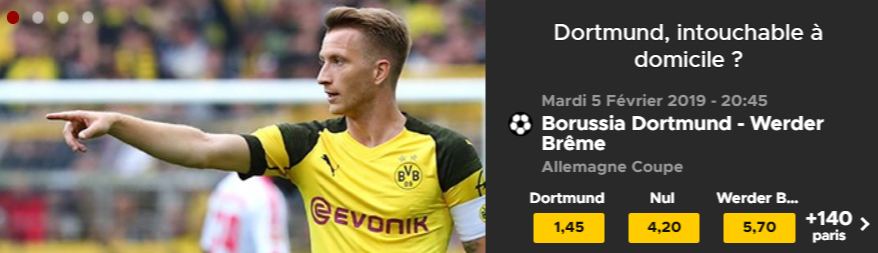 BVB
09
EVONIK
Dortmund, intouchable à
domicile ?
Mardi 5 Février 2019 - 20:45
Borussia Dortmund - Werder
Brême
Allemagne Coupe
Dortmund Nul Werder B...
1,45 4,20 5,70
+140
paris